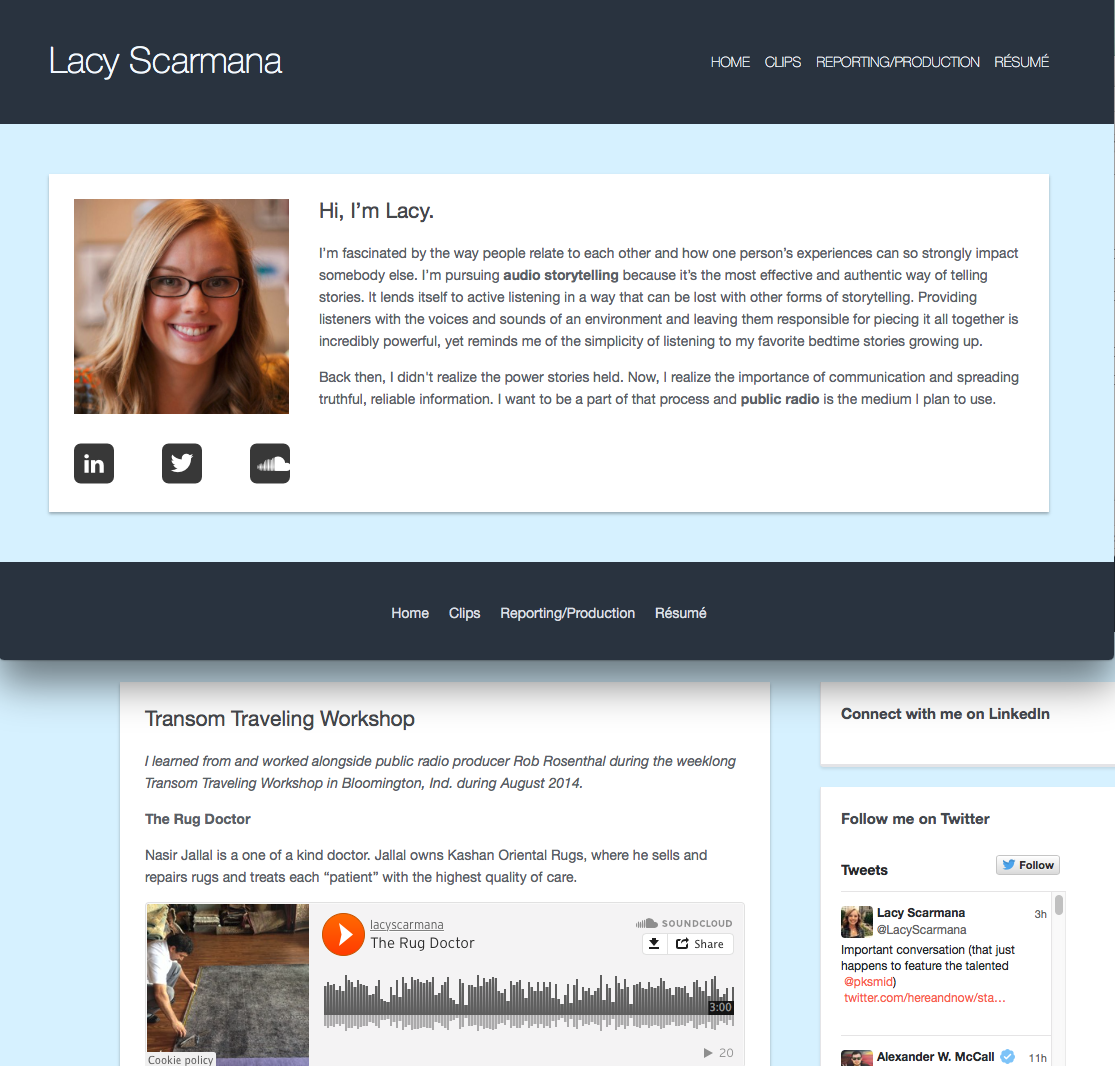 Lacy Scarmana
HOME CLIPS REPORTING/PRODUCTION RÉSUMÉ
Hi, I’m Lacy.
I’m fascinated by the way people relate to each other and how one person’s experiences can so strongly impact
somebody else. I’m pursuing audio storytelling because it’s the most effective and authentic way of telling
stories. It lends itself to active listening in a way that can be lost with other forms of storytelling. Providing
listeners with the voices and sounds of an environment and leaving them responsible for piecing it all together is
incredibly powerful, yet reminds me of the simplicity of listening to my favorite bedtime stories growing up.
Back then, I didn't realize the power stories held. Now, I realize the importance of communication and spreading
truthful, reliable information. I want to be a part of that process and public radio is the medium I plan to use.
in
Home Clips Reporting/Production Résumé
Transom Traveling Workshop
I learned from and worked alongside public radio producer Rob Rosenthal during the weeklong
Transom Traveling Workshop in Bloomington, Ind. during August 2014.
The Rug Doctor
Nasir Jallal is a one of a kind doctor. Jallal owns Kashan Oriental Rugs, where he sells and
repairs rugs and treats each “patient” with the highest quality of care.
lacyscarmana
The Rug Doctor
SOUNDCLOUD
Share
3:00
20
Cookie policy
Connect with me on LinkedIn
Follow me on Twitter
Tweets
Follow
Lacy Scarmana 3h
@LacyScarmana
Important conversation (that just
happens to feature the talented
@pksmid)
twitter.com/hereandnow/sta…
Alexander W. McCall 11h